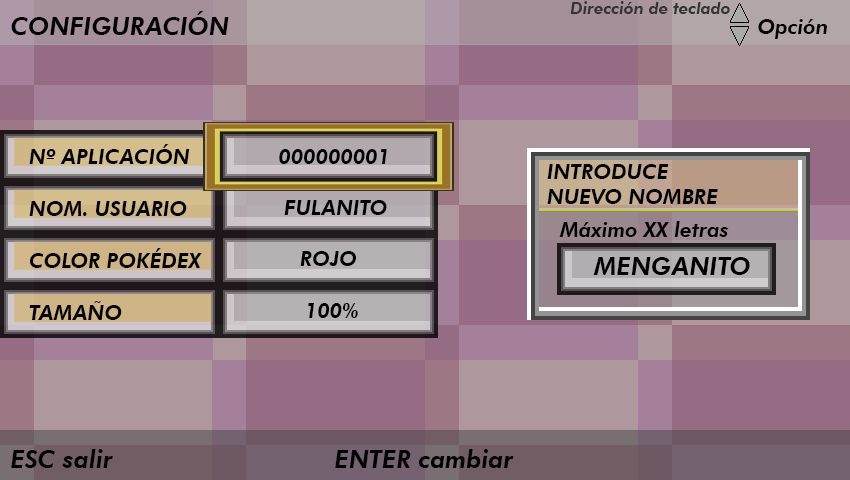 CONFIGURACIÓN
Dirección de teclado
Opción
Nº APLICACIÓN
000000001
NOM. USUARIO
FULANITO
COLOR POKÉDEX
ROJO
TAMAÑO
100%
INTRODUCE
NUEVO NOMBRE
Máximo XX letras
MENGANITO
ESC salir
ENTER cambiar